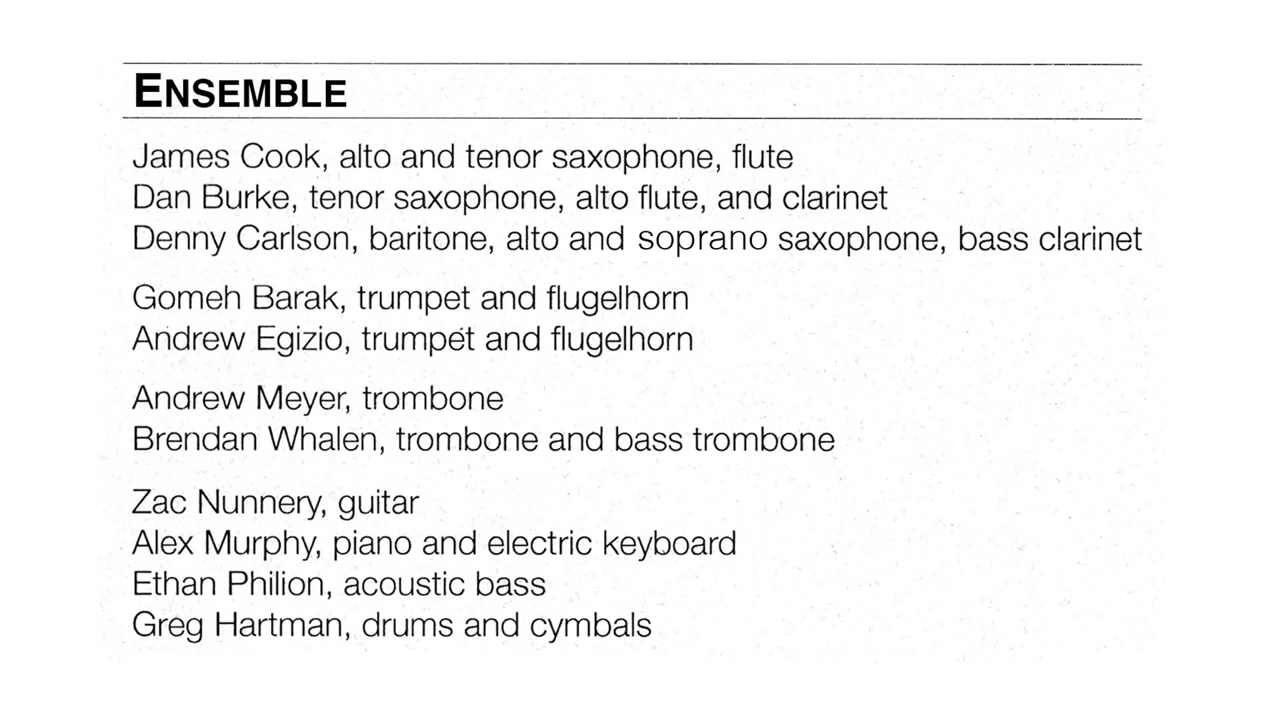 ENSEMBLE
James Cook, alto and tenor saxophone, flute
Dan Burke, tenor saxophone, alto flute, and clarinet
Denny Carlson, baritone, alto and soprano saxophone, bass clarinet
Gomeh Barak, trumpet and flugelhorn
Andrew Egizio, trumpet and flugelhorn
Andrew Meyer, trombone
Brendan Whalen, trombone and bass trombone
Zac Nunnery, guitar
Alex Murphy, piano and electric keyboard
Ethan Philion, acoustic bass
Greg Hartman, drums and cymbals